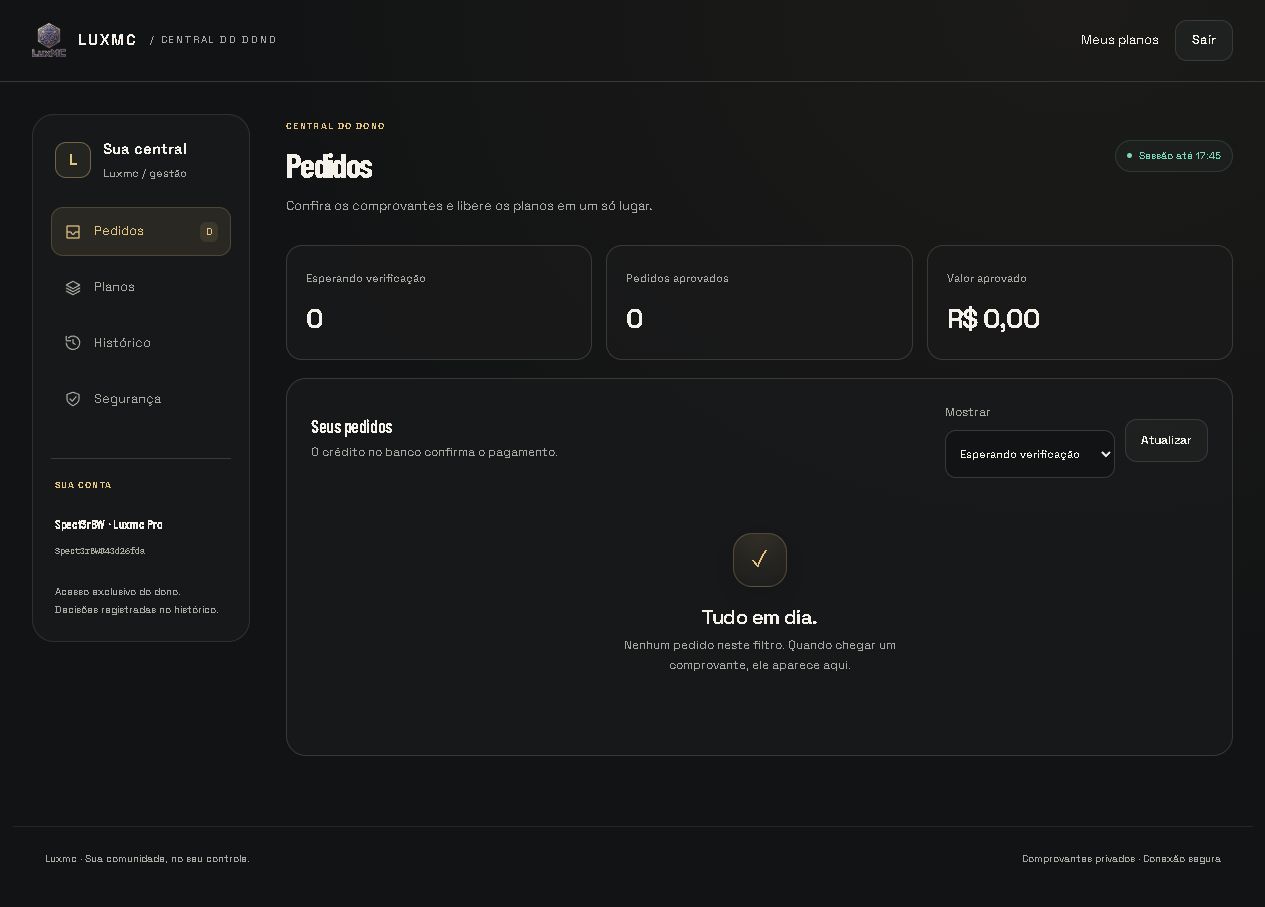 LuxMC
LUXMC / CENTRAL DO DONO
Meus planos
Sair
L
Sua central
Luxmc / gestão
Pedidos 0
Planos
Histórico
Segurança
SUA CONTA
Spect3rBW · Luxmc Pro
Spect3rBW043d26fda
Acesso exclusivo do dono.
Decisões registradas no histórico.
CENTRAL DO DONO
Pedidos
Confira os comprovantes e libere os planos em um só lugar.
Sessão até 17:45
Esperando verificação
0
Pedidos aprovados
0
Valor aprovado
R$ 0,00
Seus pedidos
O crédito no banco confirma o pagamento.
Mostrar
Esperando verificação
Atualizar
Tudo em dia.
Nenhum pedido neste filtro. Quando chegar um
comprovante, ele aparece aqui.
Luxmc · Sua comunidade, no seu controle.
Comprovantes privados · Conexão segura